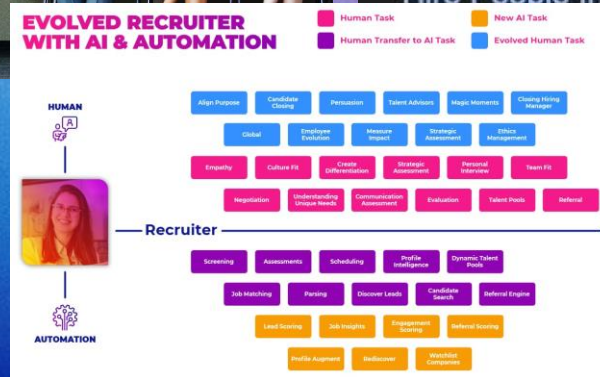 EVOLVED RECRUITER
WITH AI & AUTOMATION
Human Task
New AI Task
Human Transfer to AI Task
Evolved Human Task
HUMAN
Align Purpose
Candidate
Closing
Persuasion
Talent Advisors
Magic Moments
Closing Hiring
Manager
Global
Employee
Evolution
Measure
Impact
Strategic
Assessment
Ethics
Management
Empathy
Culture Fit
Create
Differentiation
Strategic
Assessment
Personal
Interview
Team Fit
Negotiation
Understanding
Unique Needs
Communication
Assessment
Evaluation
Talent Pools
Referral
Recruiter
Screening
Assessments
Scheduling
Profile
Intelligence
Dynamic Talent
Pools
Job Matching
Parsing
Discover Leads
Candidate
Search
Referral Engine
AUTOMATION
Lead Scoring
Job Insights
Engagement
Scoring
Referral Scoring
Profile Augment
Rediscover
Watchlist
Companies